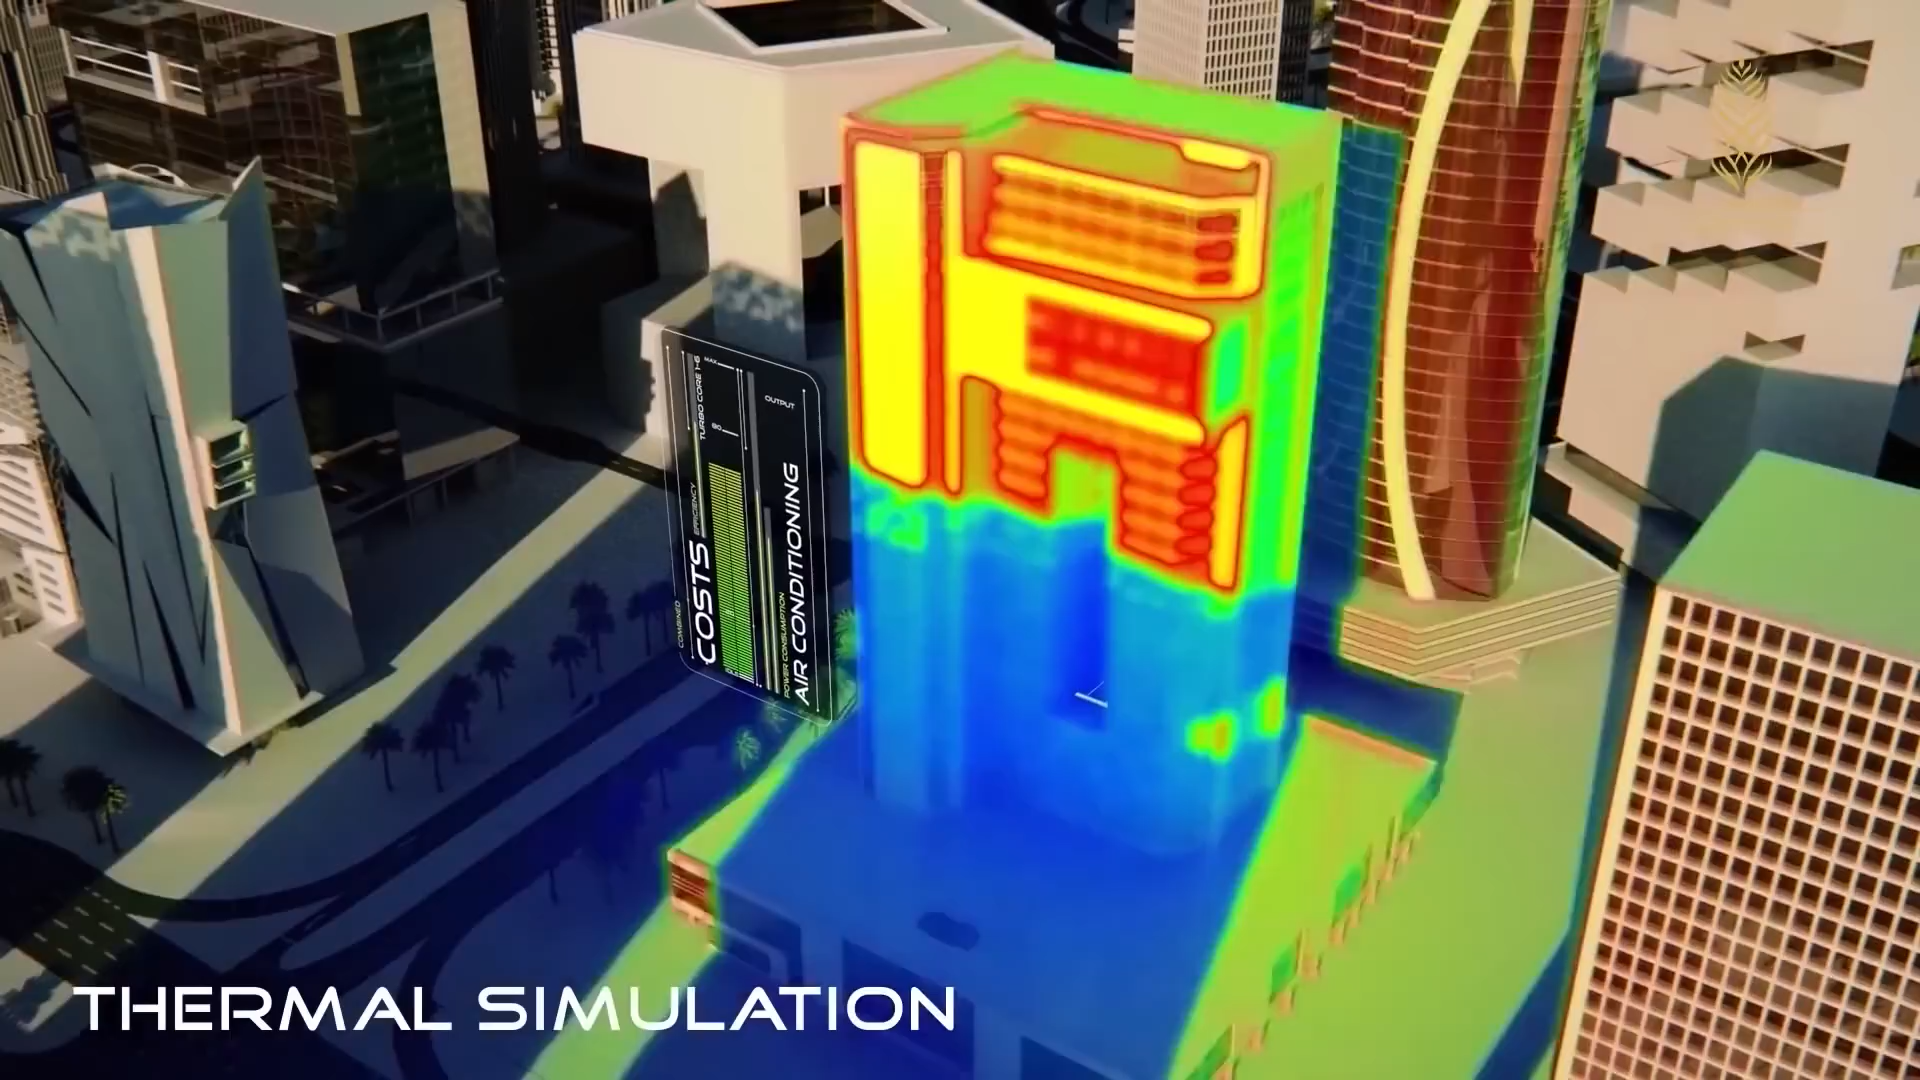 COMBINED
COSTS
EFFICIENCY
TURBO CORE 1-6
MAX
80
POWER CONSUMPTION
OUTPUT
AIR CONDITIONING
THERMAL SIMULATION